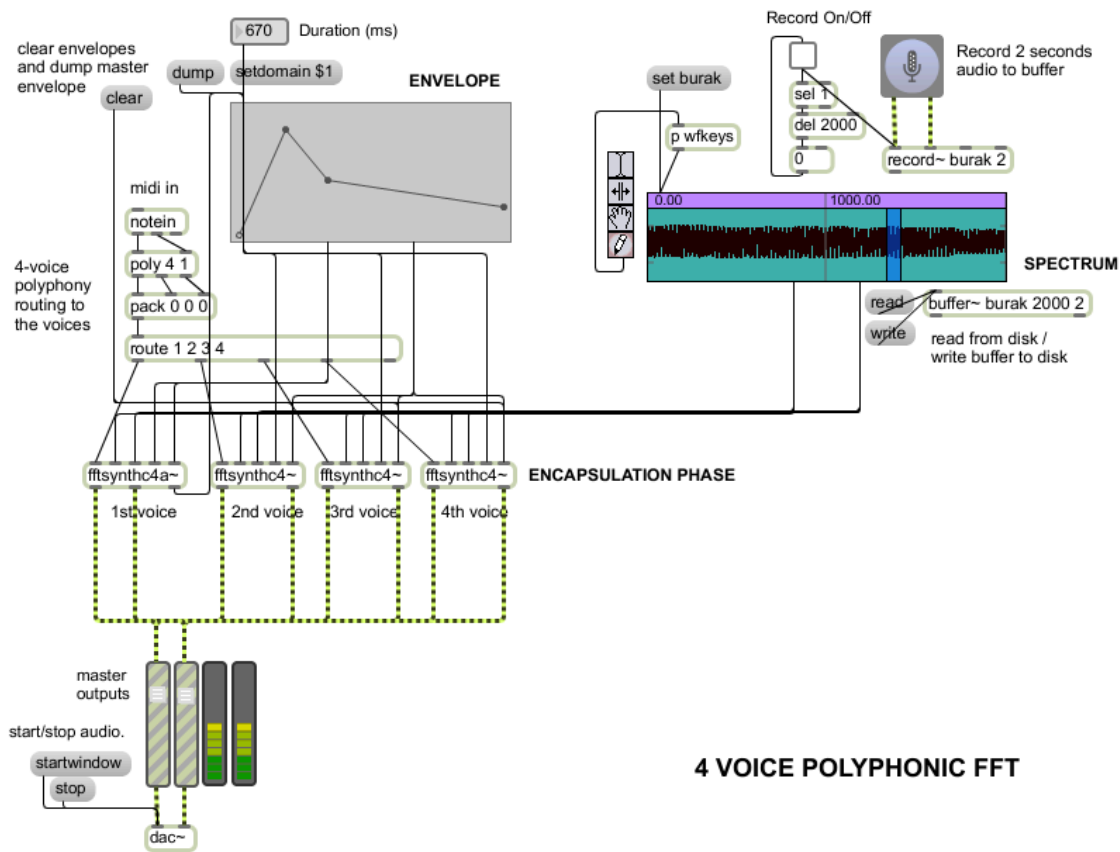 Record On/Off
670
Duration (ms)
clear envelopes
and dump master
envelope
dump
setdomain $1
ENVELOPE
clear
set burak
Record 2 seconds
audio to buffer
sel 1
del 2000
0
p wfkeys
record~ burak 2
midi in
notein
0.00
1000.00
4-voice
polyphony
routing to
the voices
poly 4 1
pack 0 0 0
route 1 2 3 4
SPECTRUM
read
buffer~ burak 2000 2
write
read from disk /
write buffer to disk
fftsynthc4a~
fftsynthc4~
fftsynthc4~
fftsynthc4~
ENCAPSULATION PHASE
1st voice
2nd voice
3rd voice
4th voice
master
outputs
start/stop audio.
startwindow
stop
dac~
4 VOICE POLYPHONIC FFT